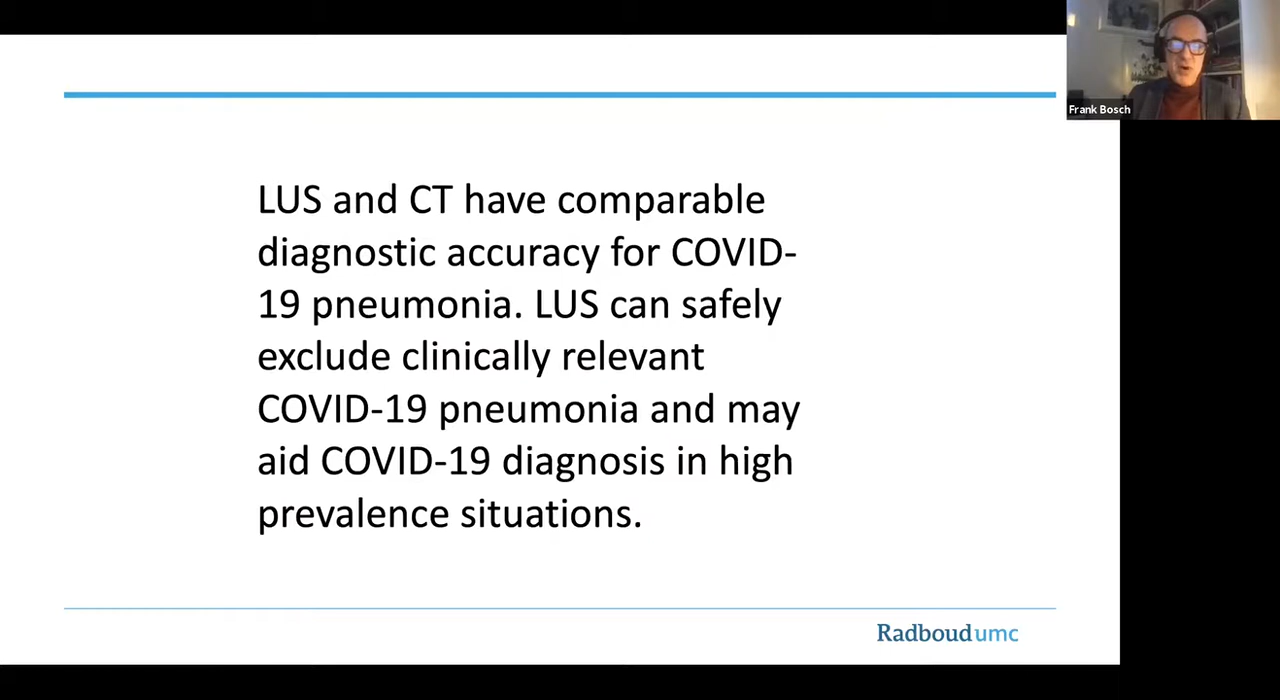 Frank Bosch
LUS and CT have comparable
diagnostic accuracy for COVID-
19 pneumonia. LUS can safely
exclude clinically relevant
COVID-19 pneumonia and may
aid COVID-19 diagnosis in high
prevalence situations.
Radboudumc